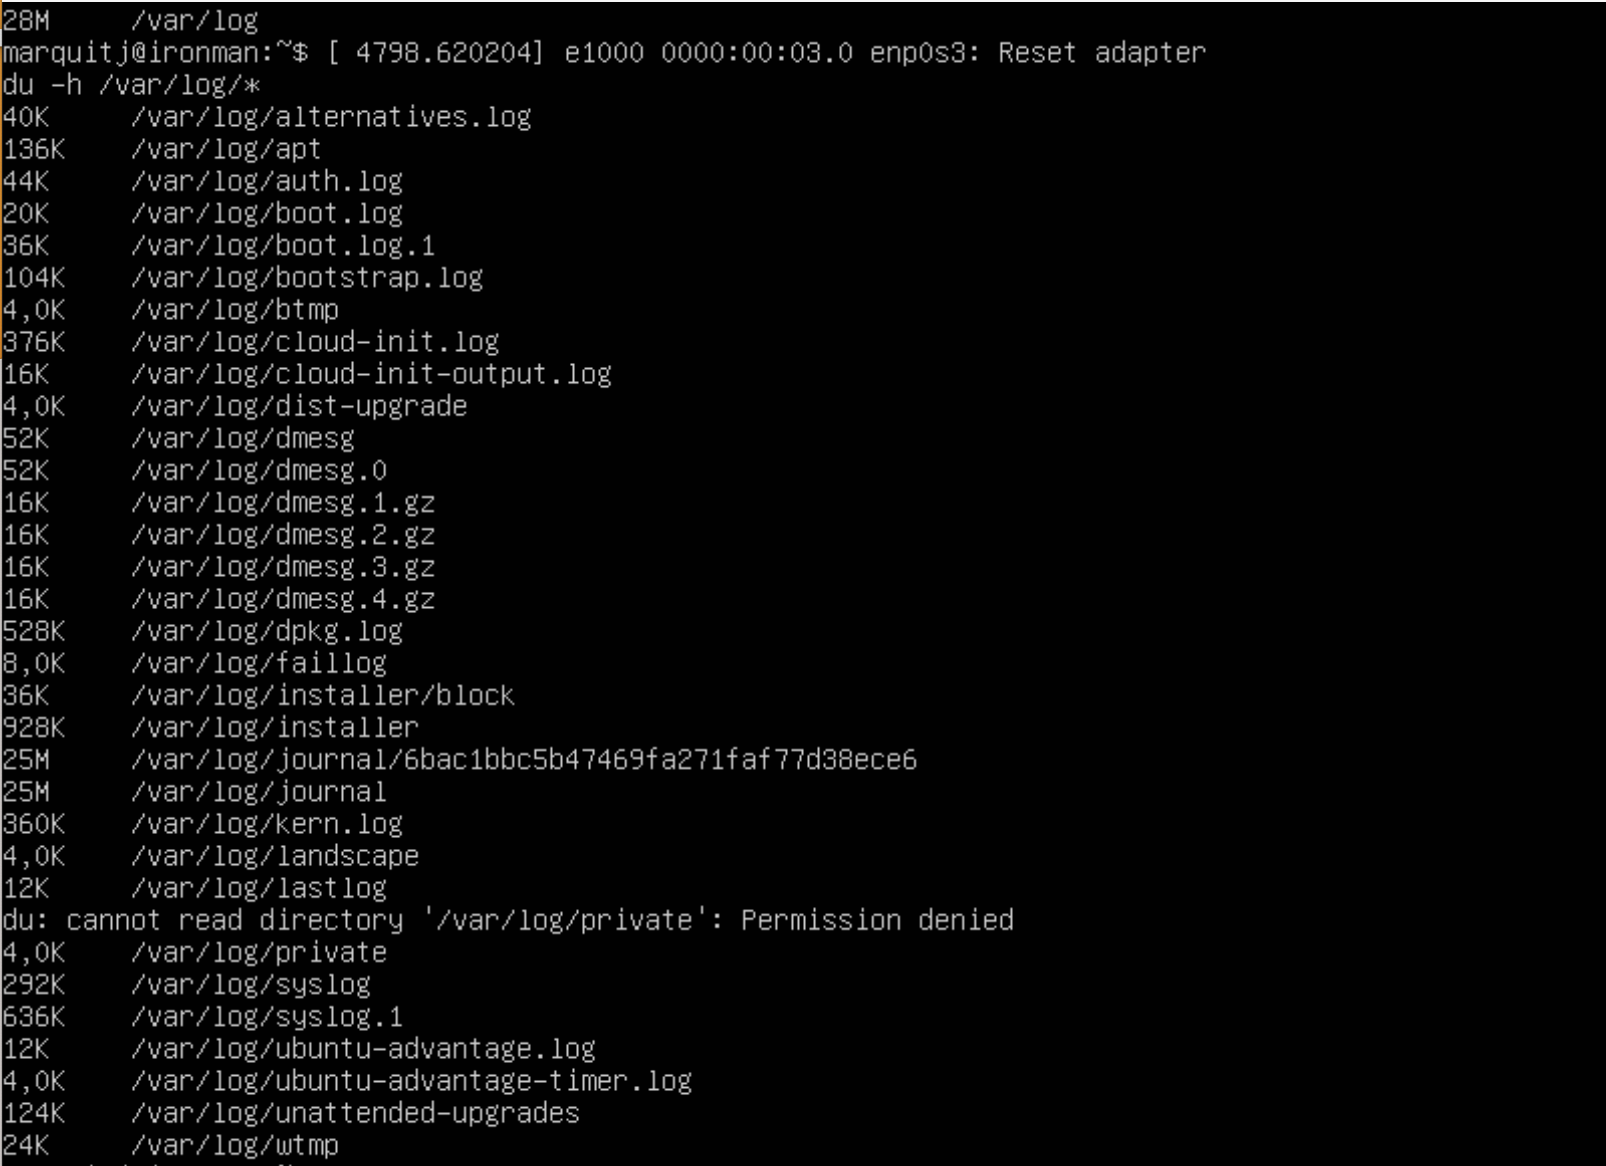 28M     /var/log
marquitj@ironman:~$ [ 4798.620204] e1000 0000:00:03.0 enp0s3: Reset adapter
du -h /var/log/*
40K     /var/log/alternatives.log
136K    /var/log/apt
44K     /var/log/auth.log
20K     /var/log/boot.log
36K     /var/log/boot.log.1
104K    /var/log/bootstrap.log
4,0K    /var/log/btmp
376K    /var/log/cloud-init.log
16K     /var/log/cloud-init-output.log
4,0K    /var/log/dist-upgrade
52K     /var/log/dmesg
52K     /var/log/dmesg.0
16K     /var/log/dmesg.1.gz
16K     /var/log/dmesg.2.gz
16K     /var/log/dmesg.3.gz
16K     /var/log/dmesg.4.gz
528K    /var/log/dpkg.log
8,0K    /var/log/faillog
36K     /var/log/installer/block
928K    /var/log/installer
25M     /var/log/journal/6bac1bbc5b47469fa271faf77d38ece6
25M     /var/log/journal
360K    /var/log/kern.log
4,0K    /var/log/landscape
12K     /var/log/lastlog
du: cannot read directory '/var/log/private': Permission denied
4,0K    /var/log/private
292K    /var/log/syslog
636K    /var/log/syslog.1
12K     /var/log/ubuntu-advantage.log
4,0K    /var/log/ubuntu-advantage-timer.log
124K    /var/log/unattended-upgrades
24K     /var/log/wtmp